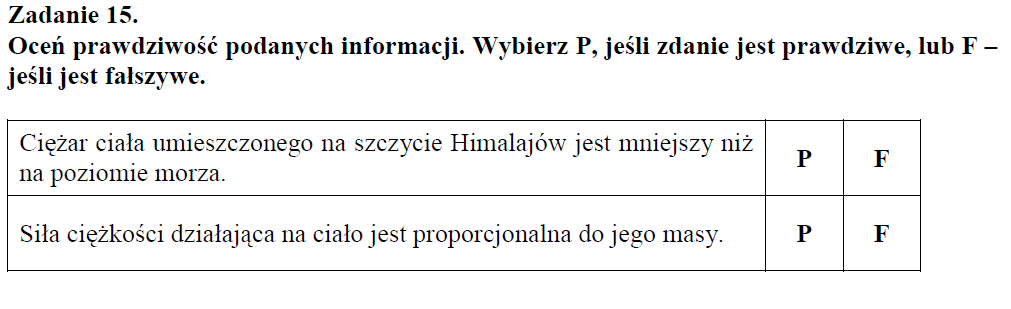 Zadanie 15.
Oceń prawdziwość podanych informacji. Wybierz P, jeśli zdanie jest prawdziwe, lub F –
jeśli jest fałszywe.
Ciężar ciała umieszczonego na szczycie Himalajów jest mniejszy niż
na poziomie morza.
P
F
Siła ciężkości działająca na ciało jest proporcjonalna do jego masy.
P
F